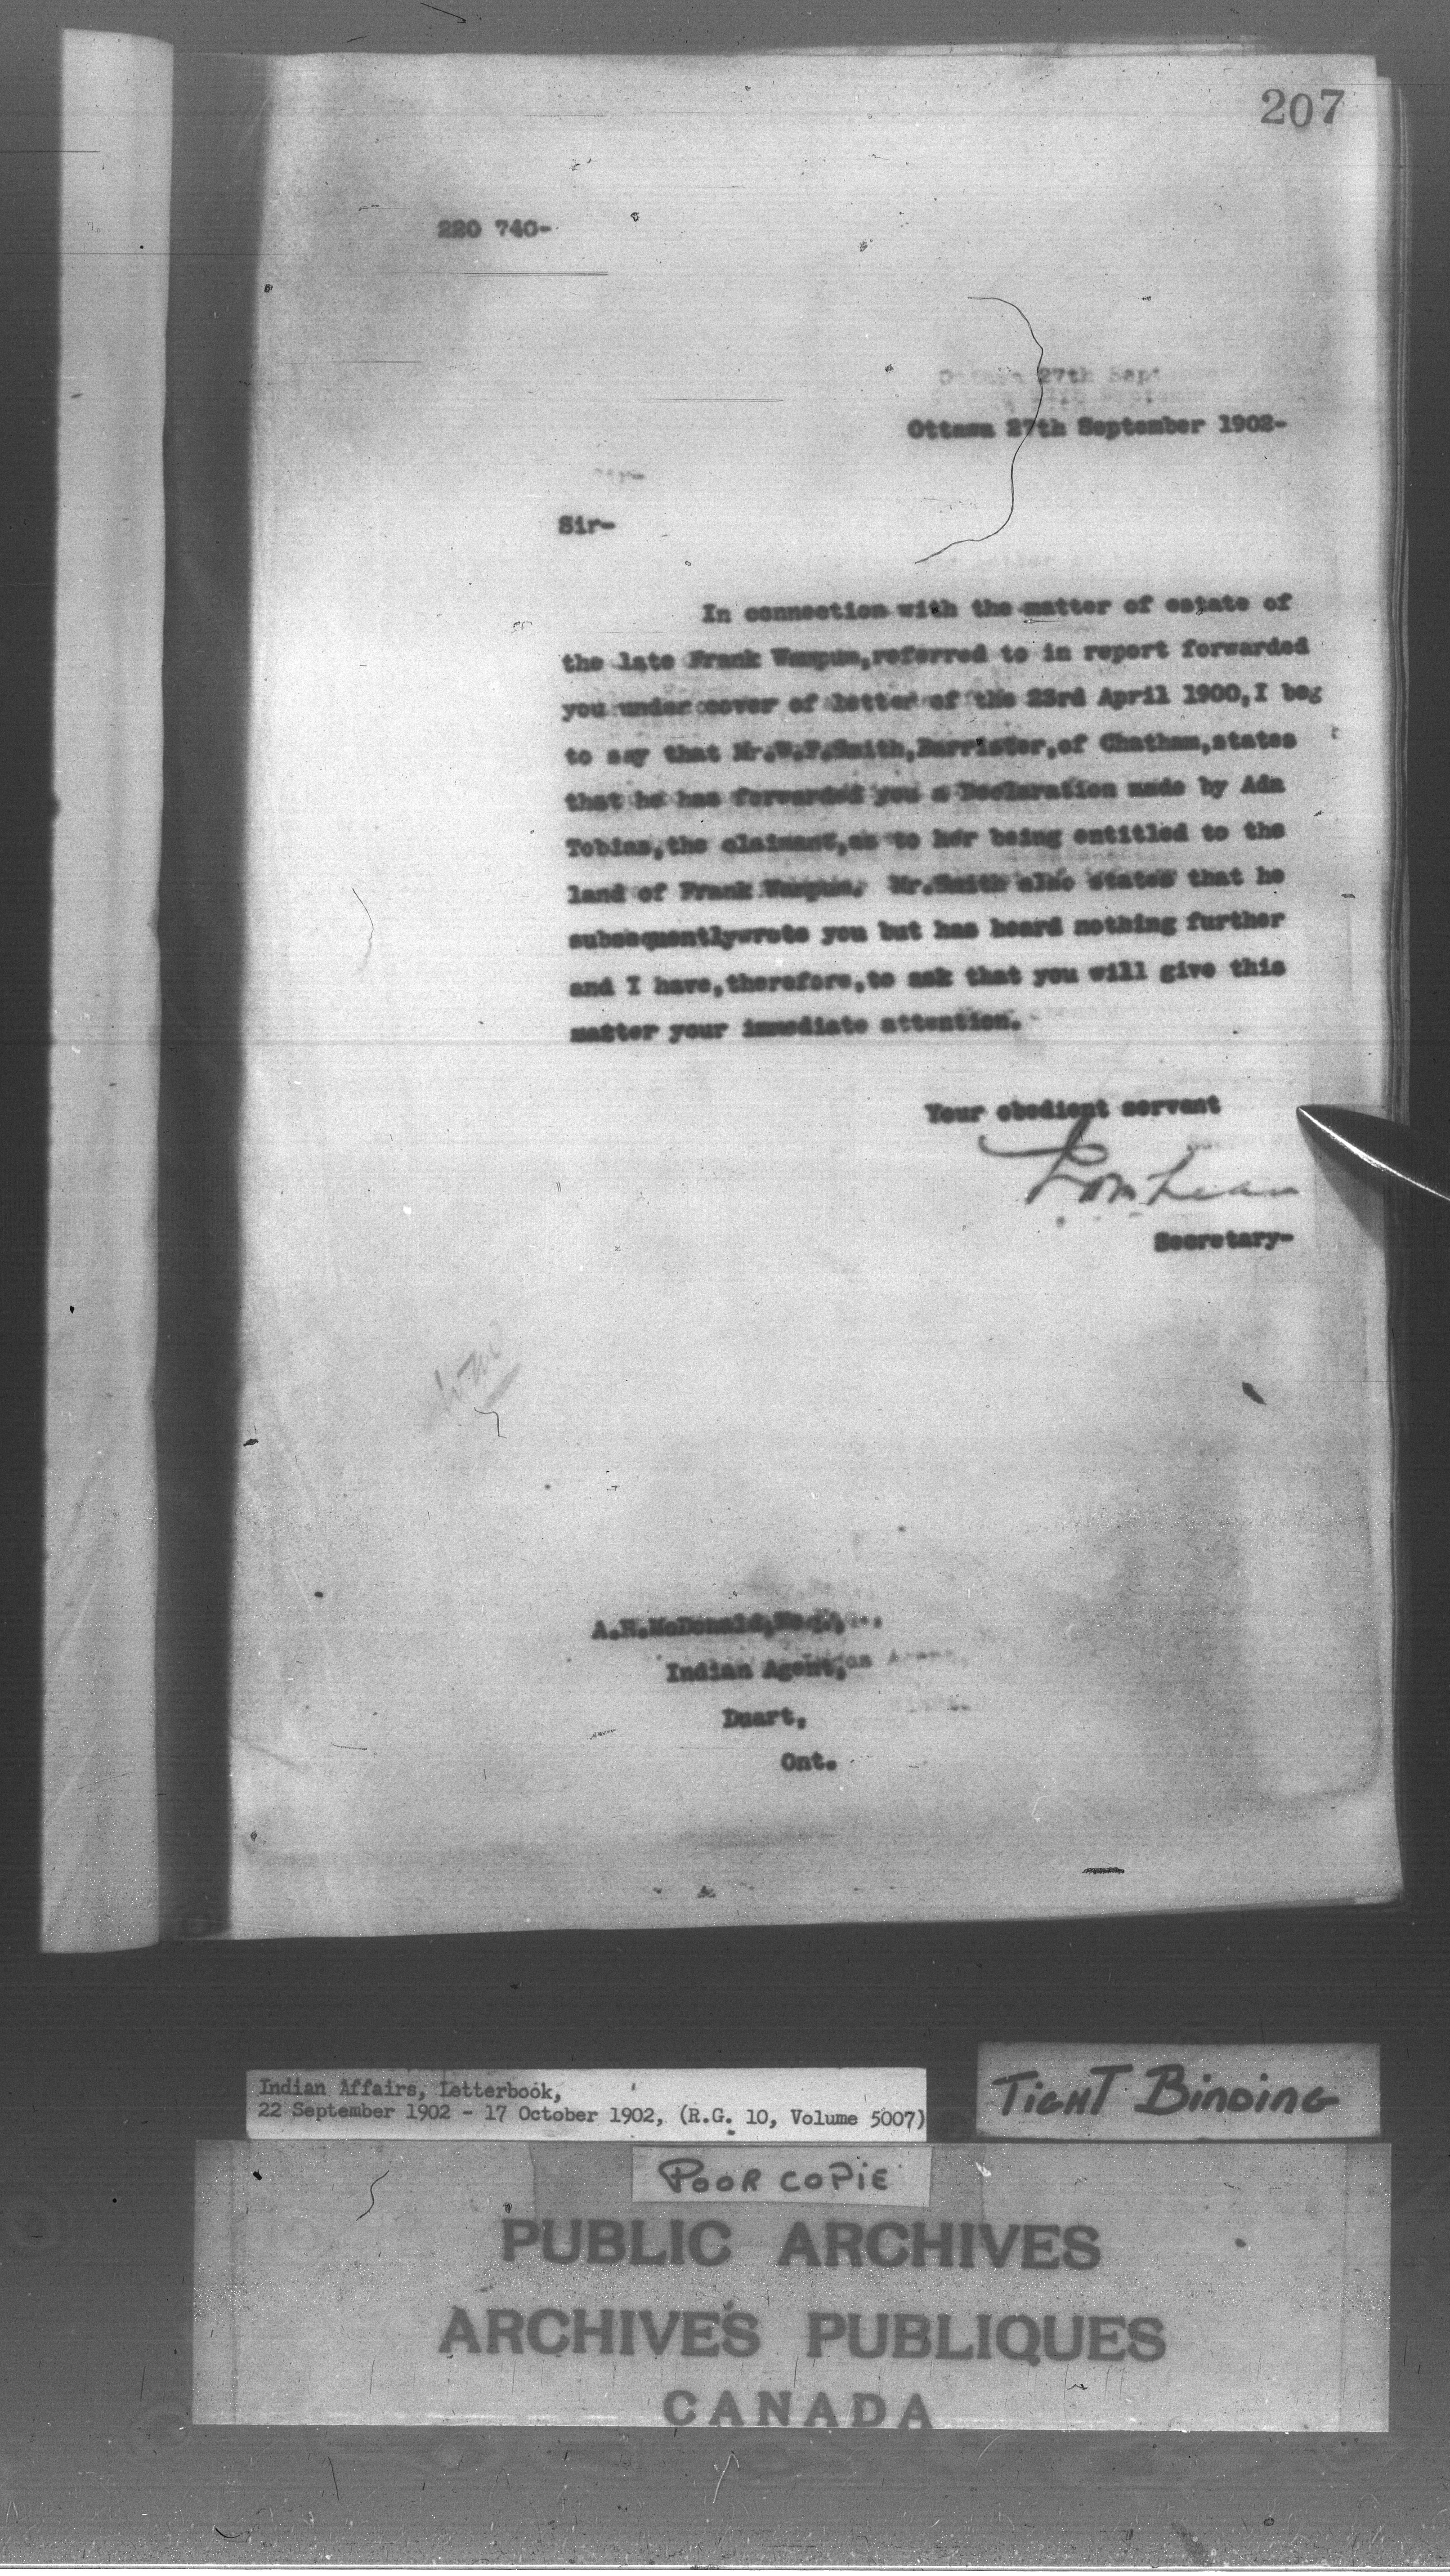 207
220 740-
Ottawa 27th September 1902-
Sir-
In connection with the matter of estate of
the late Frank Wampum,referred to in report forwarded
you under cover of letter of the 23rd April 1900,I beg
to say that Mr.W.F.Smith,Barrister,of Chatham,states
that he has forwarded you a Declaration made by Ada
Tobias,the claimant,as to her being entitled to the
land of Frank Wampum. Mr.Smith also states that he
subsequentlywrote you but has heard nothing further
and I have,therefore,to ask that you will give this
matter your immediate attention.
Your obedient servant
Secretary-
A.R.McDonald,Esq.,
Indian Agent,
Duart,
Ont.
Indian Affairs, Letterbook,
22 September 1902 - 17 October 1902, (R.G. 10, Volume 5007)
TIGHT BINDING
POOR COPIE
PUBLIC ARCHIVES
ARCHIVES PUBLIQUES
CANADA